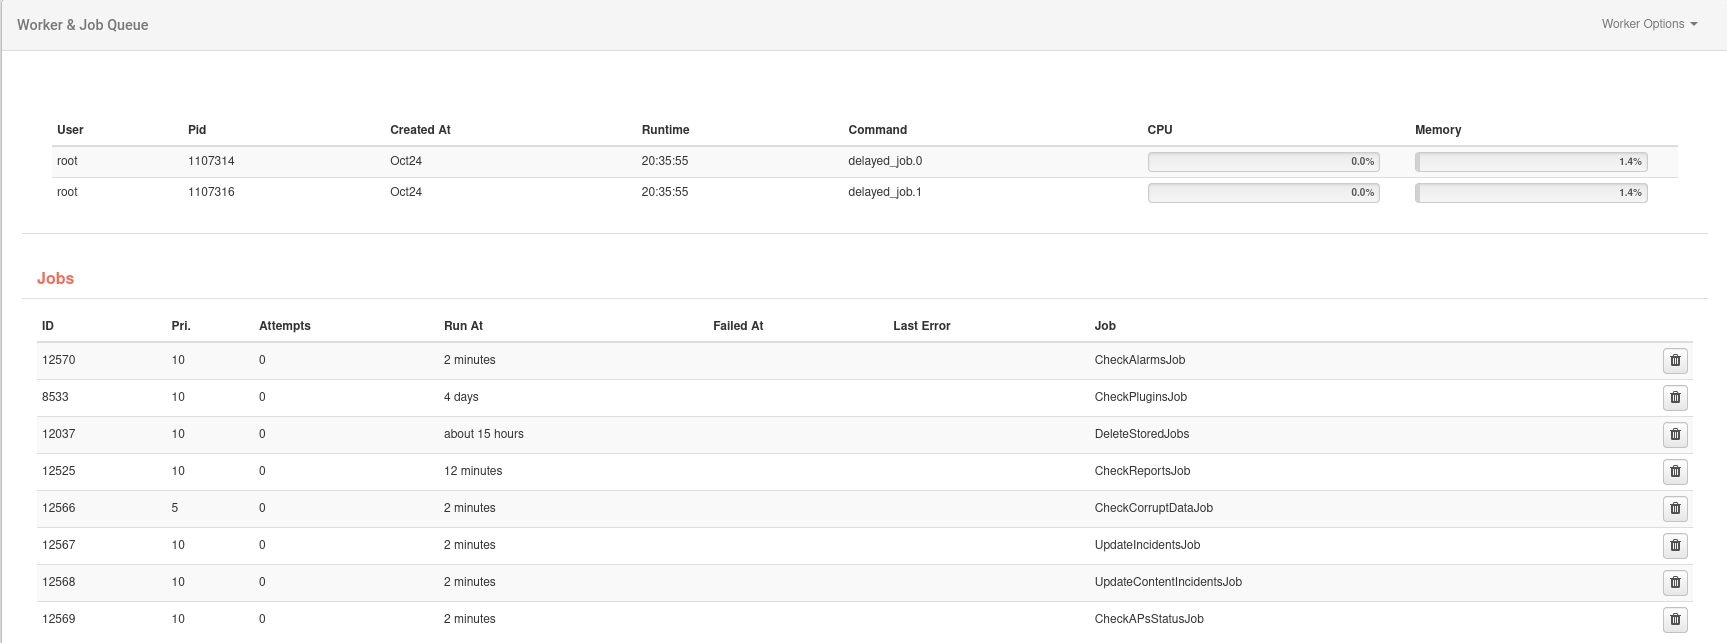 Worker & Job Queue
Worker Options
User Pid Created At Runtime Command CPU Memory
root 1107314 Oct24 20:35:55 delayed_job.0 0.0% 1.4%
root 1107316 Oct24 20:35:55 delayed_job.1 0.0% 1.4%
Jobs
ID Pri. Attempts Run At Failed At Last Error Job
12570 10 0 2 minutes CheckAlarmsJob
8533 10 0 4 days CheckPluginsJob
12037 10 0 about 15 hours DeleteStoredJobs
12525 10 0 12 minutes CheckReportsJob
12566 5 0 2 minutes CheckCorruptDataJob
12567 10 0 2 minutes UpdateIncidentsJob
12568 10 0 2 minutes UpdateContentIncidentsJob
12569 10 0 2 minutes CheckAPsStatusJob